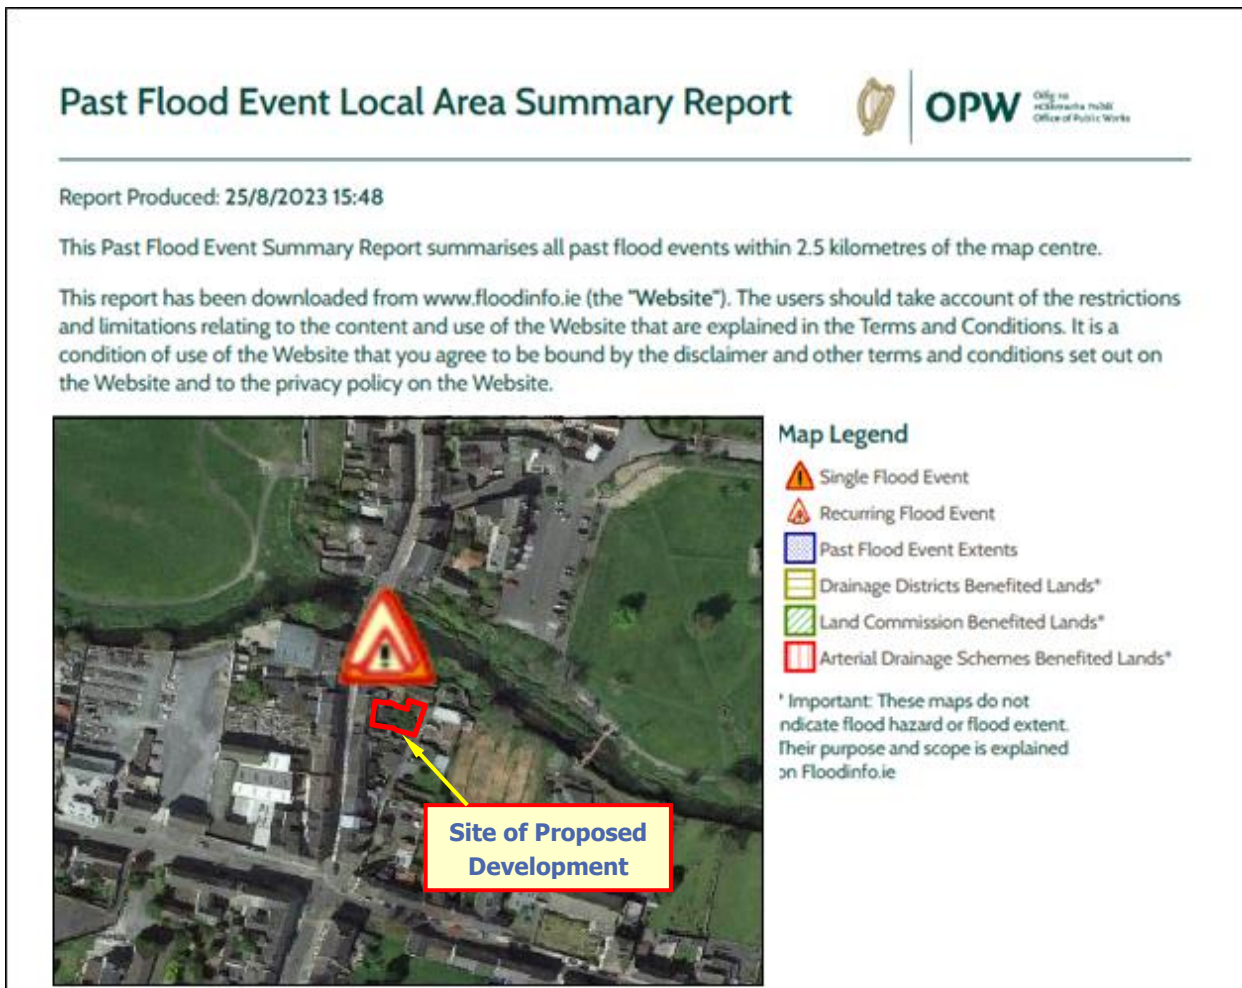 Past Flood Event Local Area Summary Report
OPW
Oifig na
nOibreacha Poiblí
Office of Public Works
Report Produced: 25/8/2023 15:48
This Past Flood Event Summary Report summarises all past flood events within 2.5 kilometres of the map centre.
This report has been downloaded from www.floodinfo.ie (the "Website"). The users should take account of the restrictions
and limitations relating to the content and use of the Website that are explained in the Terms and Conditions. It is a
condition of use of the Website that you agree to be bound by the disclaimer and other terms and conditions set out on
the Website and to the privacy policy on the Website.
Map Legend
Single Flood Event
Recurring Flood Event
Past Flood Event Extents
Drainage Districts Benefited Lands*
Land Commission Benefited Lands*
Arterial Drainage Schemes Benefited Lands*
* Important: These maps do not
ndicate flood hazard or flood extent.
Their purpose and scope is explained
on Floodinfo.ie
Site of Proposed
Development